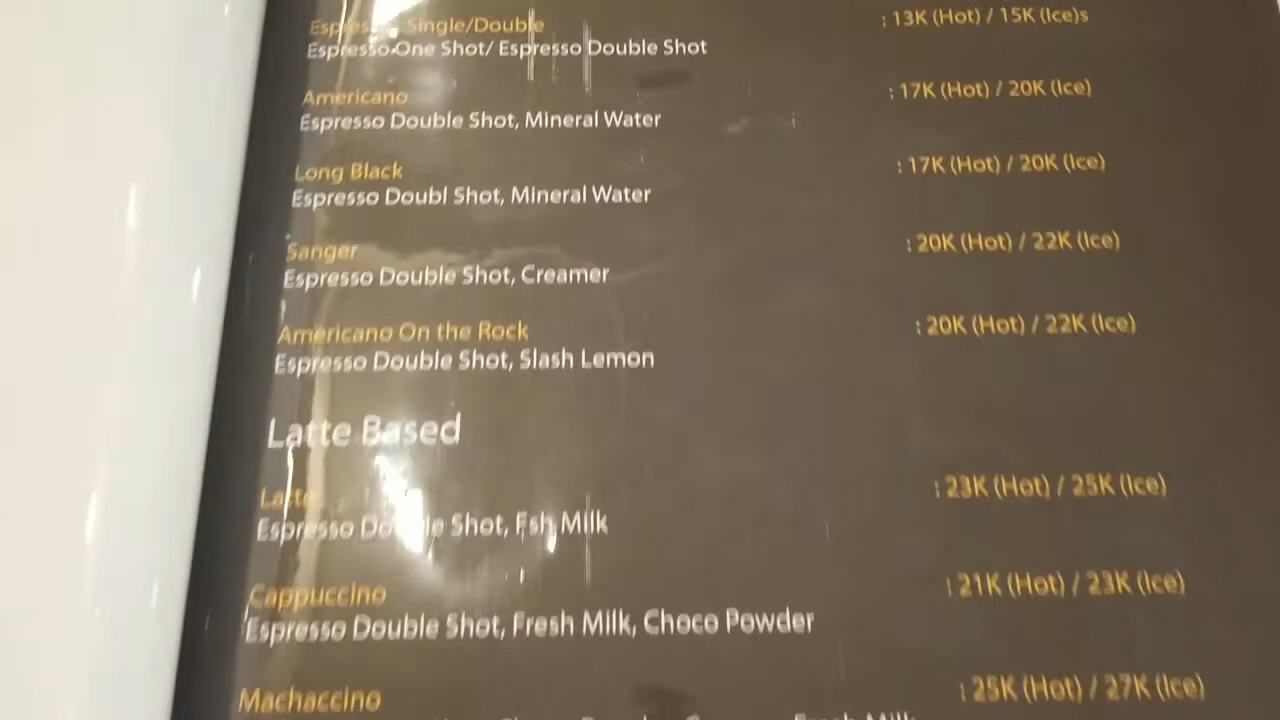 Espresso Single/Double : 13K (Hot) / 15K (Ice)s
Espresso One Shot/ Espresso Double Shot
Americano : 17K (Hot) / 20K (Ice)
Espresso Double Shot, Mineral Water
Long Black : 17K (Hot) / 20K (Ice)
Espresso Doubl Shot, Mineral Water
Sanger : 20K (Hot) / 22K (Ice)
Espresso Double Shot, Creamer
Americano On the Rock : 20K (Hot) / 22K (Ice)
Espresso Double Shot, Slash Lemon
Latte Based
Latte : 23K (Hot) / 25K (Ice)
Espresso Double Shot, Fsh Milk
Cappuccino : 21K (Hot) / 23K (Ice)
Espresso Double Shot, Fresh Milk, Choco Powder
Machaccino : 25K (Hot) / 27K (Ice)
Fresh Milk